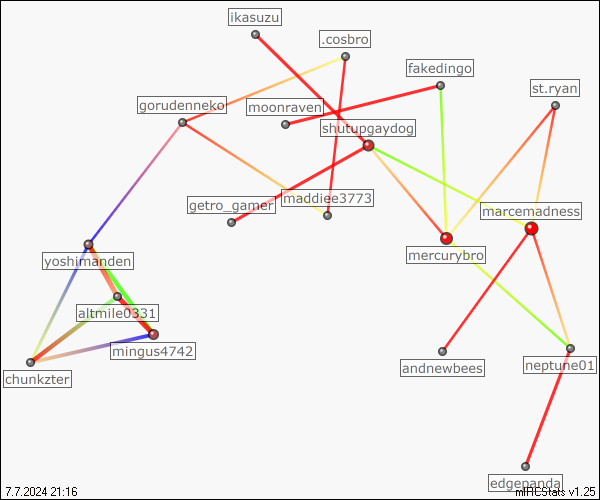 ikasuzu
.cosbro
fakedingo
st.ryan
gorudenneko
moonraven
shutupgaydog
getro_gamer
maddiee3773
marcemadness
mercurybro
yoshimanden
altmile0331
mingus4742
chunkzter
andnewbees
neptune01
edgepanda
7.7.2024 21:16
mIRCStats v1.25